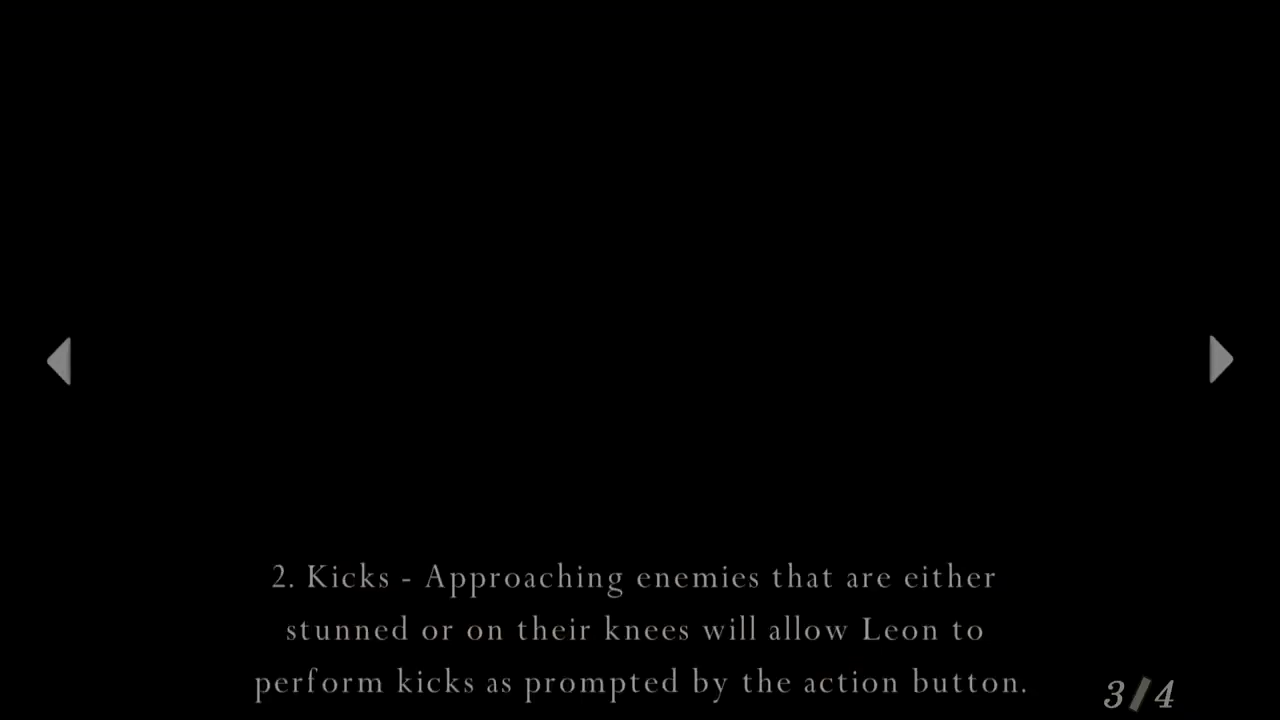 2. Kicks - Approaching enemies that are either
stunned or on their knees will allow Leon to
perform kicks as prompted by the action button.
3/4